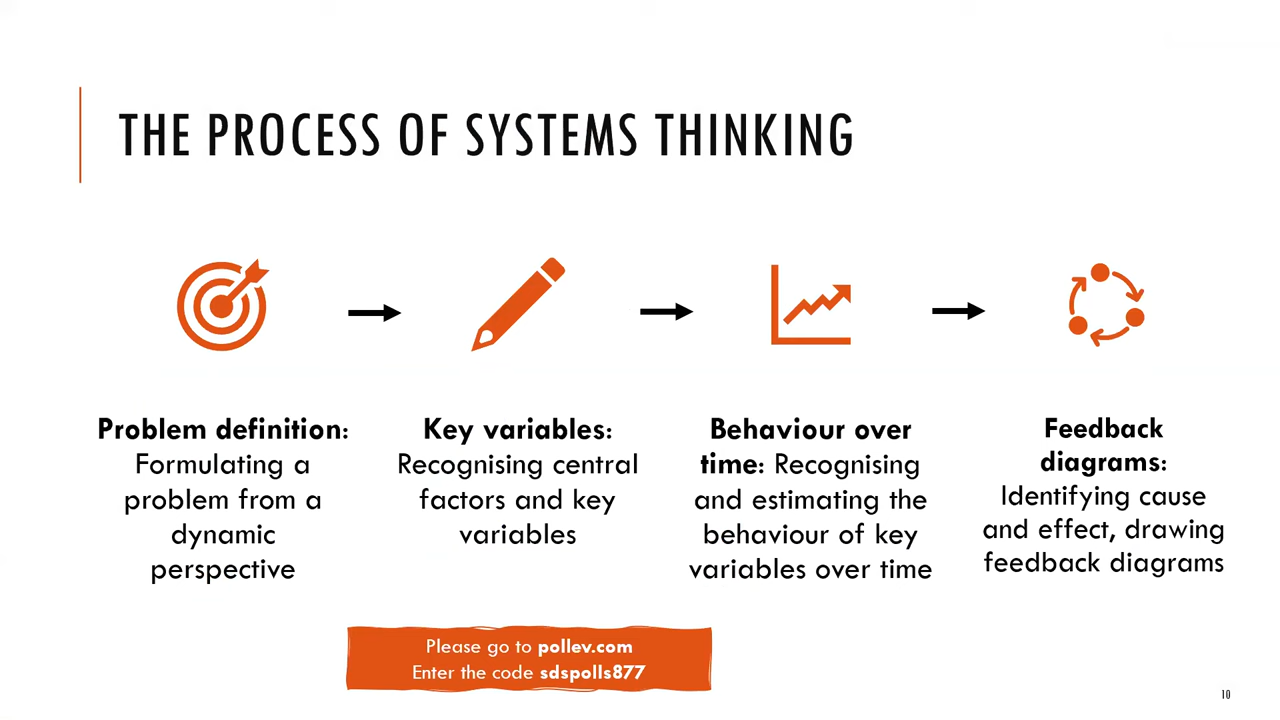 THE PROCESS OF SYSTEMS THINKING
Problem definition:
Formulating a
problem from a
dynamic
perspective
Key variables:
Recognising central
factors and key
variables
Behaviour over
time: Recognising
and estimating the
behaviour of key
variables over time
Feedback
diagrams:
Identifying cause
and effect, drawing
feedback diagrams
Please go to pollev.com
Enter the code sdspolls877
10